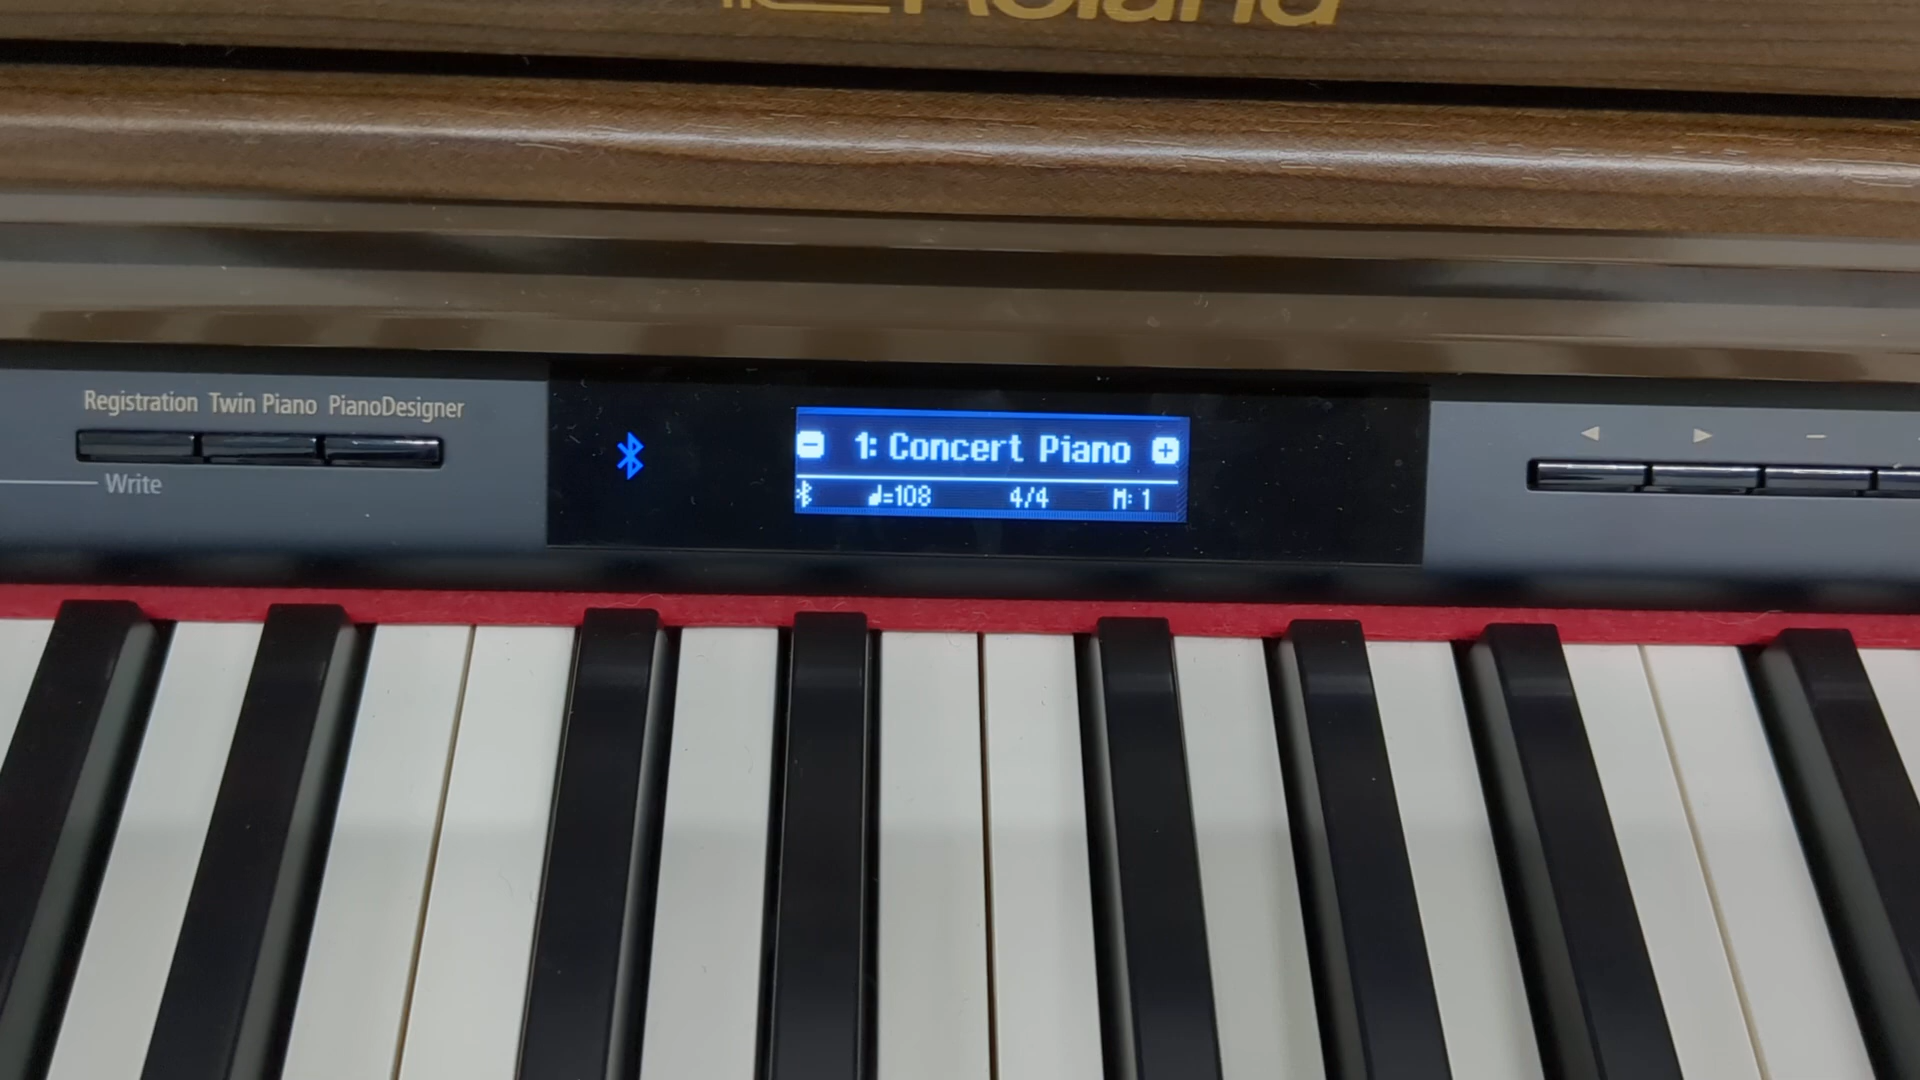 Roland
Registration Twin Piano PianoDesigner
Write
1: Concert Piano
♩=108 4/4 M: 1